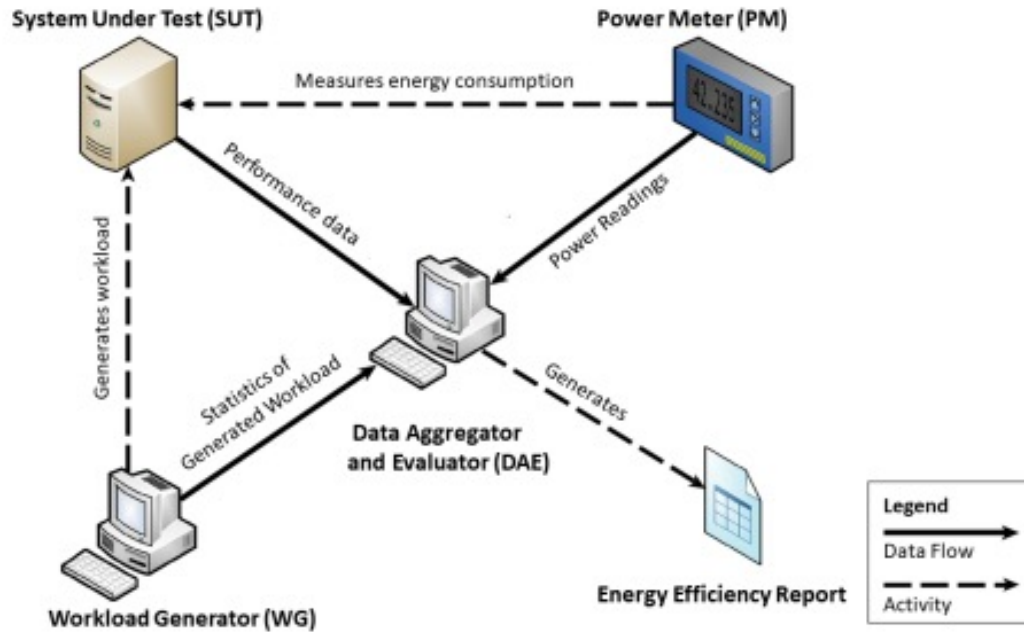 System Under Test (SUT)
Power Meter (PM)
Measures energy consumption
42.235
Performance data
Power Readings
Generates workload
Statistics of
Generated Workload
Generates
Data Aggregator
and Evaluator (DAE)
Legend
Data Flow
Activity
Energy Efficiency Report
Workload Generator (WG)